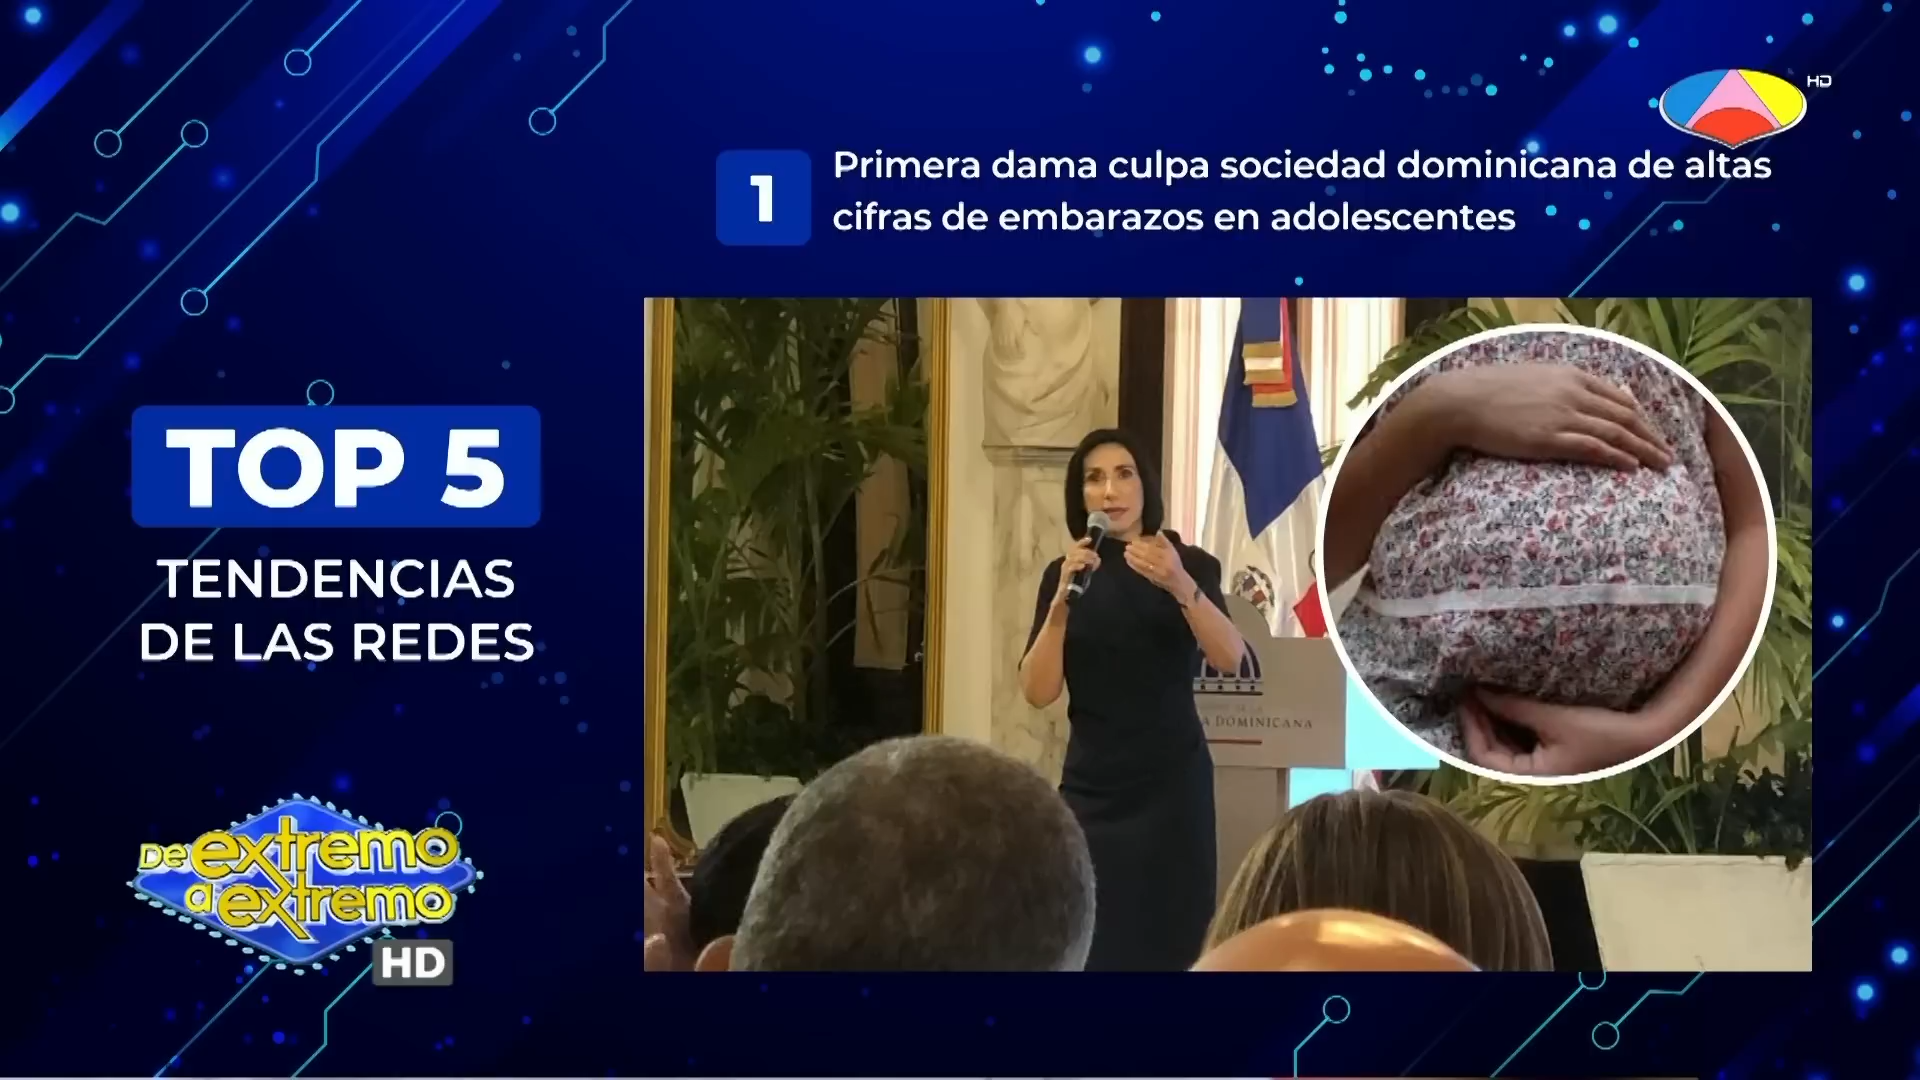 HD
1
Primera dama culpa sociedad dominicana de altas
cifras de embarazos en adolescentes
TOP 5
TENDENCIAS
DE LAS REDES
DOMINICANA
De extremo
a extremo
HD